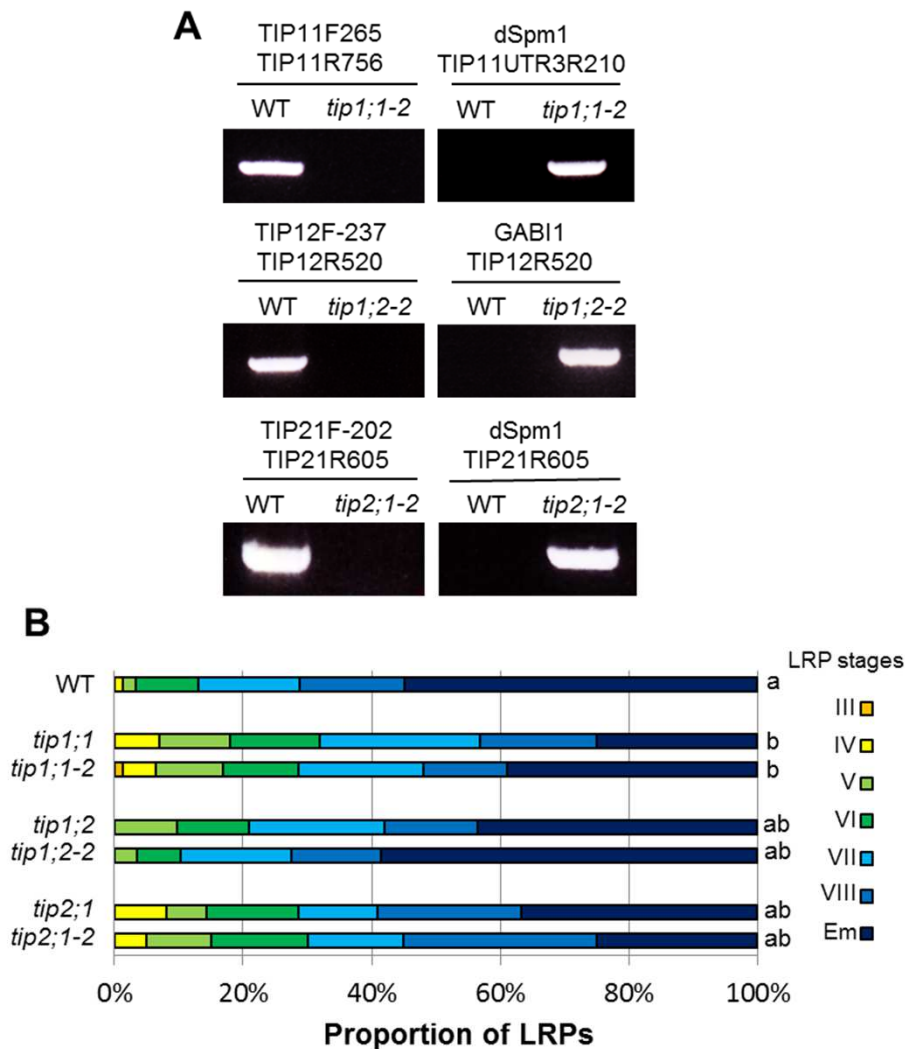 A
TIP11F265
TIP11R756
WT tip1;1-2
dSpm1
TIP11UTR3R210
WT tip1;1-2
TIP12F-237
TIP12R520
WT tip1;2-2
GABI1
TIP12R520
WT tip1;2-2
TIP21F-202
TIP21R605
WT tip2;1-2
dSpm1
TIP21R605
WT tip2;1-2
B
LRP stages
WT a
tip1;1 b
tip1;1-2 b
tip1;2 ab
tip1;2-2 ab
tip2;1 ab
tip2;1-2 ab
III
IV
V
VI
VII
VIII
Em
0% 20% 40% 60% 80% 100%
Proportion of LRPs